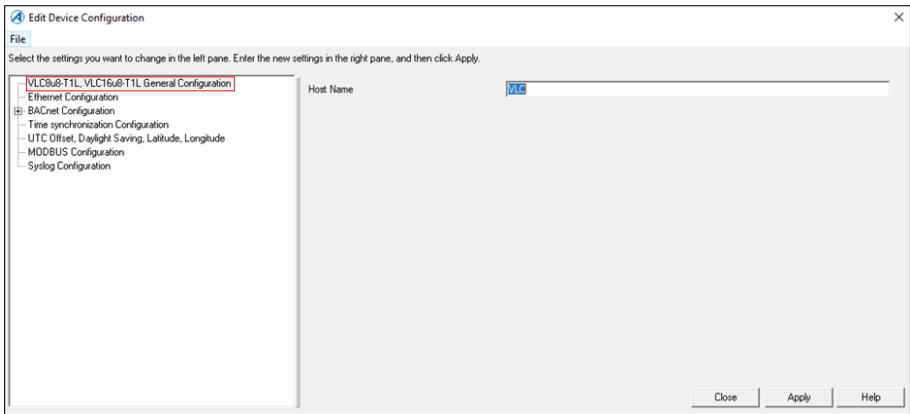 Edit Device Configuration
File
Select the settings you want to change in the left pane. Enter the new settings in the right pane, and then click Apply.
VLC8u8-T1L, VLC16u8-T1L General Configuration
Ethernet Configuration
BACnet Configuration
Time synchronization Configuration
UTC Offset, Daylight Saving, Latitude, Longitude
MODBUS Configuration
Syslog Configuration
Host Name
VLC
Close
Apply
Help